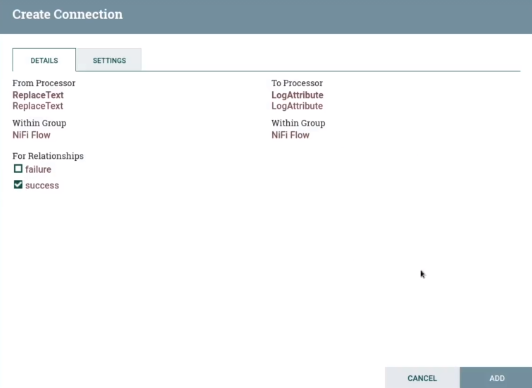 Create Connection
DETAILS
SETTINGS
From Processor
ReplaceText
ReplaceText
Within Group
NiFi Flow
To Processor
LogAttribute
LogAttribute
Within Group
NiFi Flow
For Relationships
failure
success
CANCEL
ADD